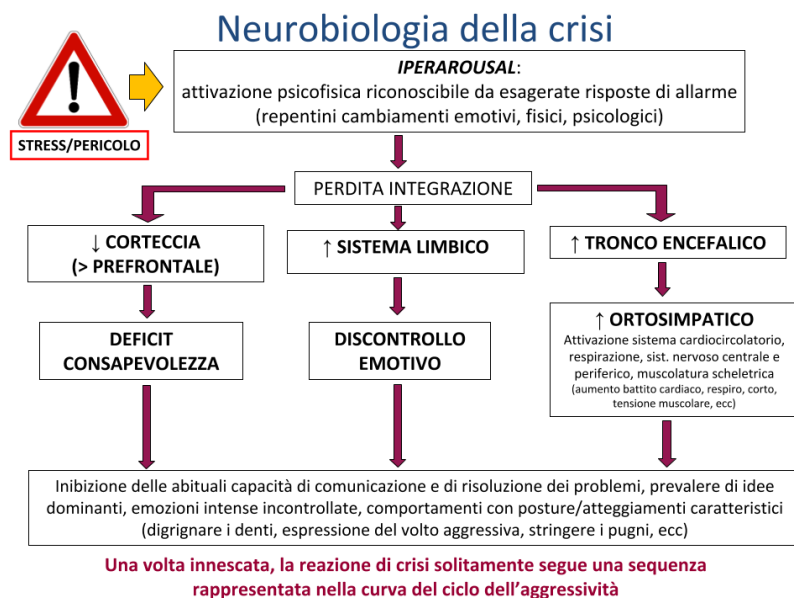 Neurobiologia della crisi
STRESS/PERICOLO
IPERAROUSAL:
attivazione psicofisica riconoscibile da esagerate risposte di allarme
(repentini cambiamenti emotivi, fisici, psicologici)
PERDITA INTEGRAZIONE
↓ CORTECCIA
(> PREFRONTALE)
↑ SISTEMA LIMBICO
↑ TRONCO ENCEFALICO
DEFICIT
CONSAPEVOLEZZA
DISCONTROLLO
EMOTIVO
↑ ORTOSIMPATICO
Attivazione sistema cardiocircolatorio,
respirazione, sist. nervoso centrale e
periferico, muscolatura scheletrica
(aumento battito cardiaco, respiro, corto,
tensione muscolare, ecc)
Inibizione delle abituali capacità di comunicazione e di risoluzione dei problemi, prevalere di idee
dominanti, emozioni intense incontrollate, comportamenti con posture/atteggiamenti caratteristici
(digrignare i denti, espressione del volto aggressiva, stringere i pugni, ecc)
Una volta innescata, la reazione di crisi solitamente segue una sequenza
rappresentata nella curva del ciclo dell'aggressività